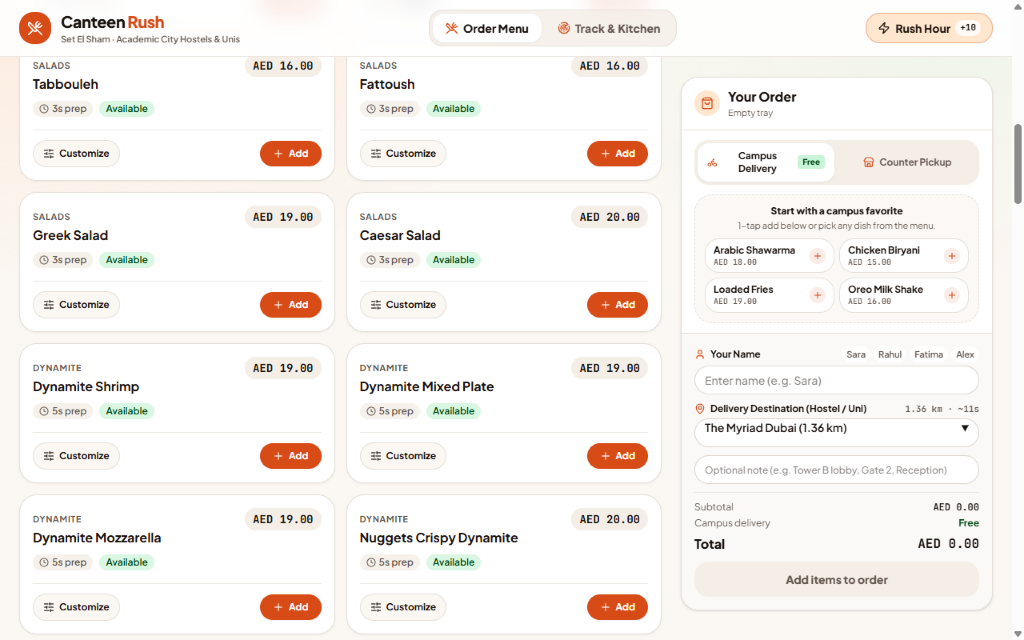 Canteen Rush
Set El Sham · Academic City Hostels & Unis
Order Menu
Track & Kitchen
Rush Hour +10
SALADS
AED 16.00
Tabbouleh
3s prep
Available
Customize
+ Add
SALADS
AED 16.00
Fattoush
3s prep
Available
Customize
+ Add
SALADS
AED 19.00
Greek Salad
3s prep
Available
Customize
+ Add
SALADS
AED 20.00
Caesar Salad
3s prep
Available
Customize
+ Add
DYNAMITE
AED 19.00
Dynamite Shrimp
5s prep
Available
Customize
+ Add
DYNAMITE
AED 19.00
Dynamite Mixed Plate
5s prep
Available
Customize
+ Add
DYNAMITE
AED 19.00
Dynamite Mozzarella
5s prep
Available
Customize
+ Add
DYNAMITE
AED 20.00
Nuggets Crispy Dynamite
5s prep
Available
Customize
+ Add
Your Order
Empty tray
Campus
Delivery
Free
Counter Pickup
Start with a campus favorite
1-tap add below or pick any dish from the menu.
Arabic Shawarma
AED 18.00
+
Chicken Biryani
AED 15.00
+
Loaded Fries
AED 19.00
+
Oreo Milk Shake
AED 16.00
+
Your Name
Sara Rahul Fatima Alex
Enter name (e.g. Sara)
Delivery Destination (Hostel / Uni)
1.36 km · ~11s
The Myriad Dubai (1.36 km)
Optional note (e.g. Tower B lobby, Gate 2, Reception)
Subtotal AED 0.00
Campus delivery Free
Total AED 0.00
Add items to order